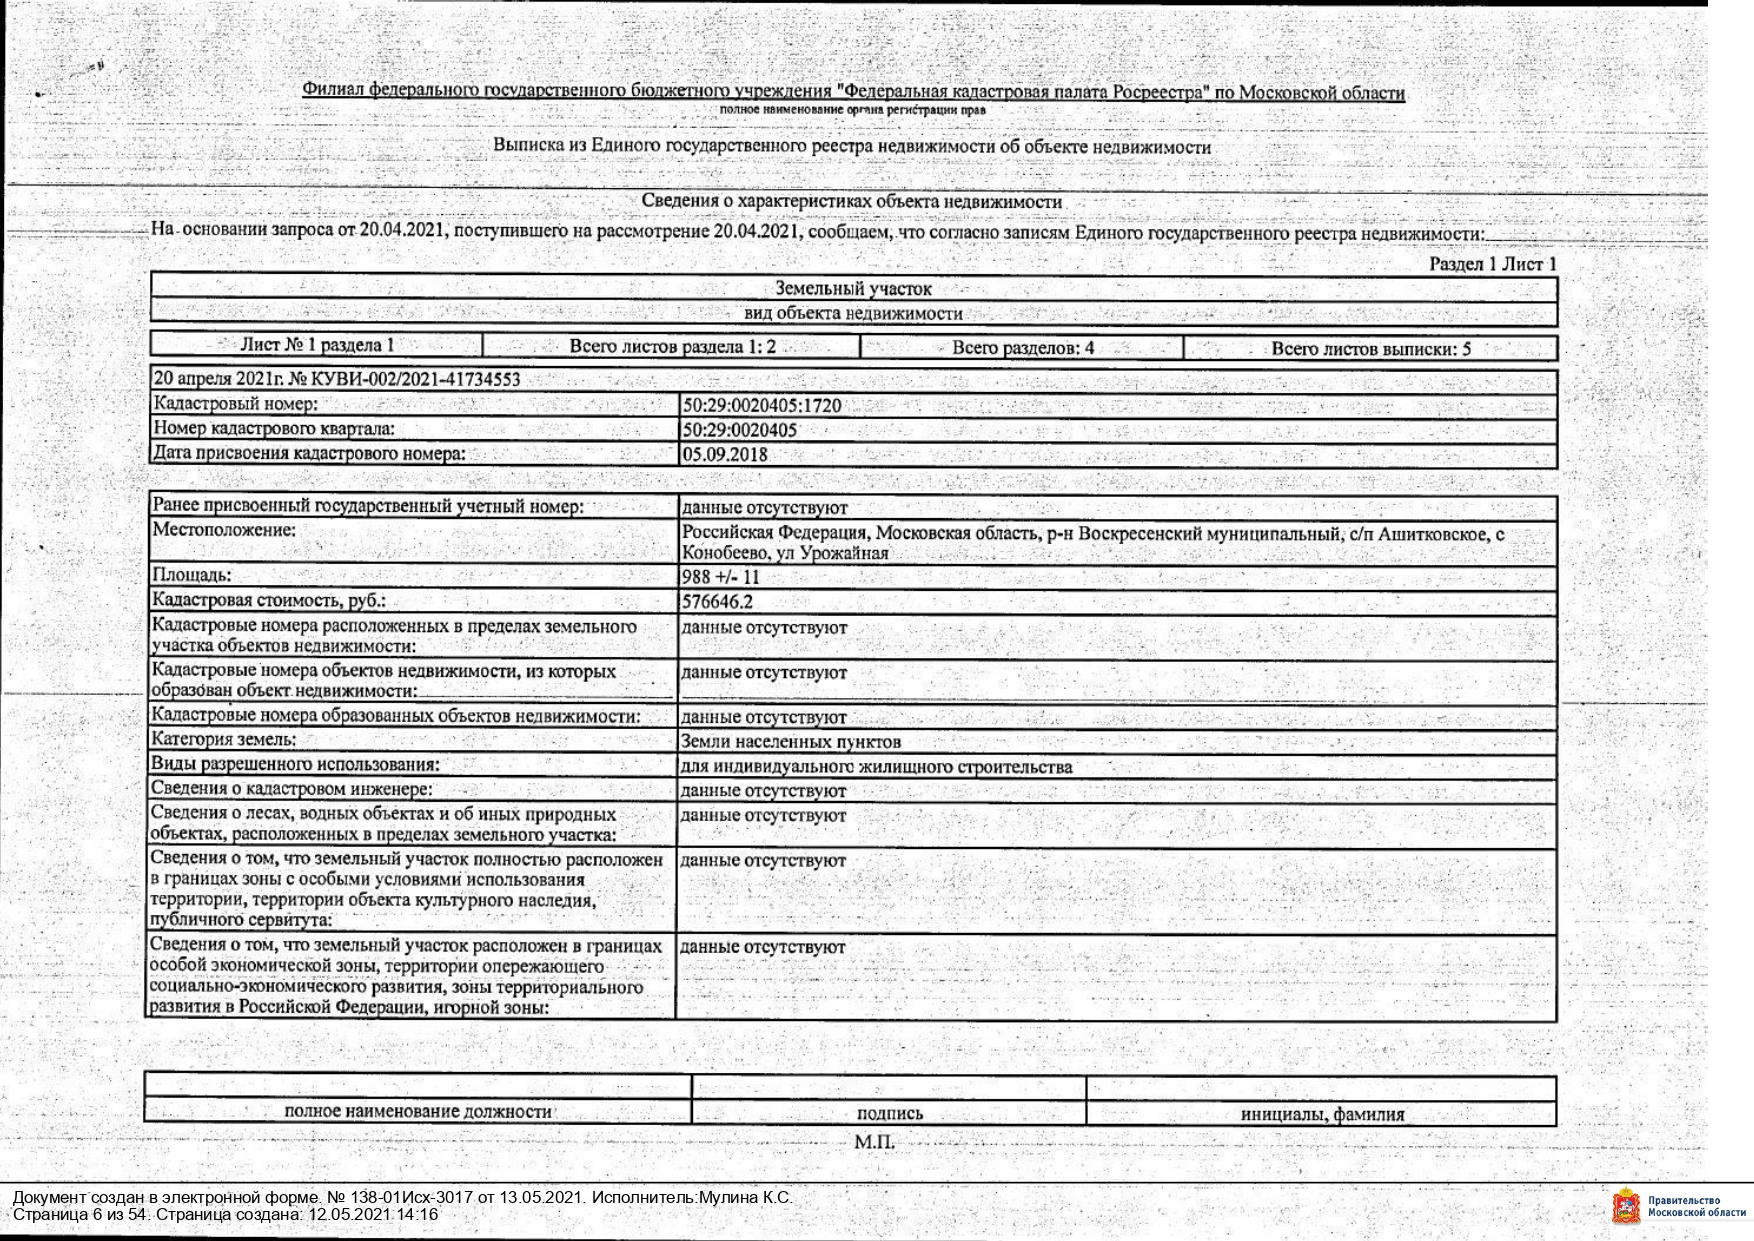 Филиал федерального государственного бюджетного учреждения "Федеральная кадастровая палата Росреестра" по Московской области
полное наименование органа регистрации прав
Выписка из Единого государственного реестра недвижимости об объекте недвижимости
Сведения о характеристиках объекта недвижимости
На основании запроса от 20.04.2021, поступившего на рассмотрение 20.04.2021, сообщаем, что согласно записям Единого государственного реестра недвижимости:
Раздел 1 Лист 1
Земельный участок
вид объекта недвижимости
Лист № 1 раздела 1 Всего листов раздела 1: 2 Всего разделов: 4 Всего листов выписки: 5
20 апреля 2021г. № КУВИ-002/2021-41734553
Кадастровый номер: 50:29:0020405:1720
Номер кадастрового квартала: 50:29:0020405
Дата присвоения кадастрового номера: 05.09.2018
Ранее присвоенный государственный учетный номер: данные отсутствуют
Местоположение: Российская Федерация, Московская область, р-н Воскресенский муниципальный, с/п Ашитковское, с
Конобеево, ул Урожайная
Площадь: 988 +/- 11
Кадастровая стоимость, руб.: 576646.2
Кадастровые номера расположенных в пределах земельного данные отсутствуют
участка объектов недвижимости:
Кадастровые номера объектов недвижимости, из которых данные отсутствуют
образован объект недвижимости:
Кадастровые номера образованных объектов недвижимости: данные отсутствуют
Категория земель: Земли населенных пунктов
Виды разрешенного использования: для индивидуального жилищного строительства
Сведения о кадастровом инженере: данные отсутствуют
Сведения о лесах, водных объектах и об иных природных данные отсутствуют
объектах, расположенных в пределах земельного участка:
Сведения о том, что земельный участок полностью расположен данные отсутствуют
в границах зоны с особыми условиями использования
территории, территории объекта культурного наследия,
публичного сервитута:
Сведения о том, что земельный участок расположен в границах данные отсутствуют
особой экономической зоны, территории опережающего
социально-экономического развития, зоны территориального
развития в Российской Федерации, игорной зоны:
полное наименование должности подпись инициалы, фамилия
М.П.
Документ создан в электронной форме. № 138-01Исх-3017 от 13.05.2021. Исполнитель:Мулина К.С.
Страница 6 из 54. Страница создана: 12.05.2021 14:16
Правительство
Московской области